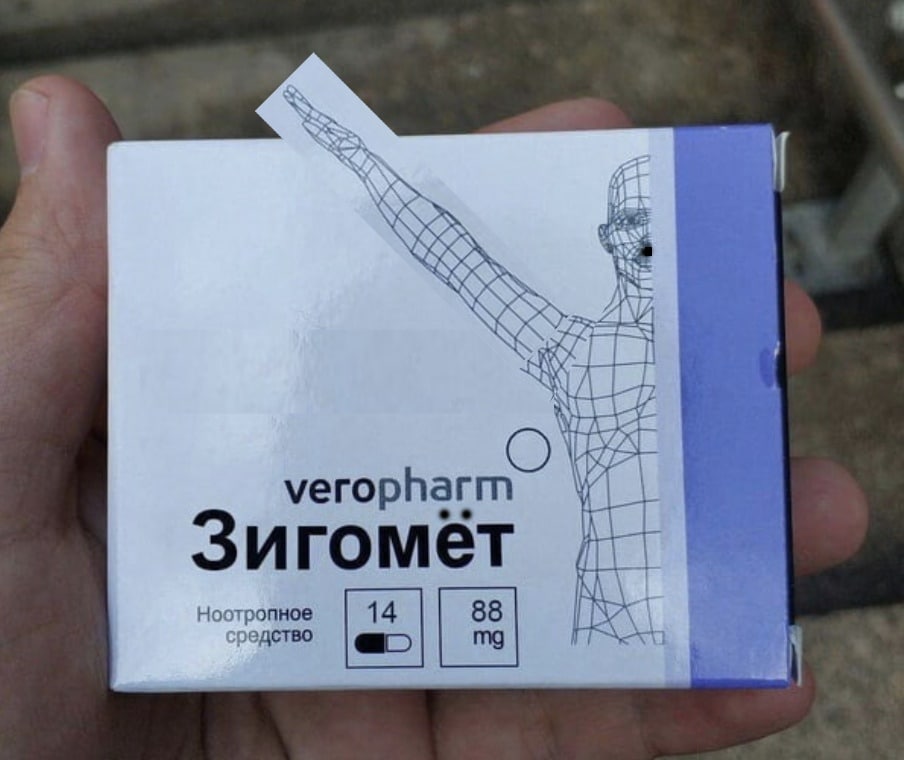 veropharm
Зигомёт
Ноотропное
средство
14
88
mg